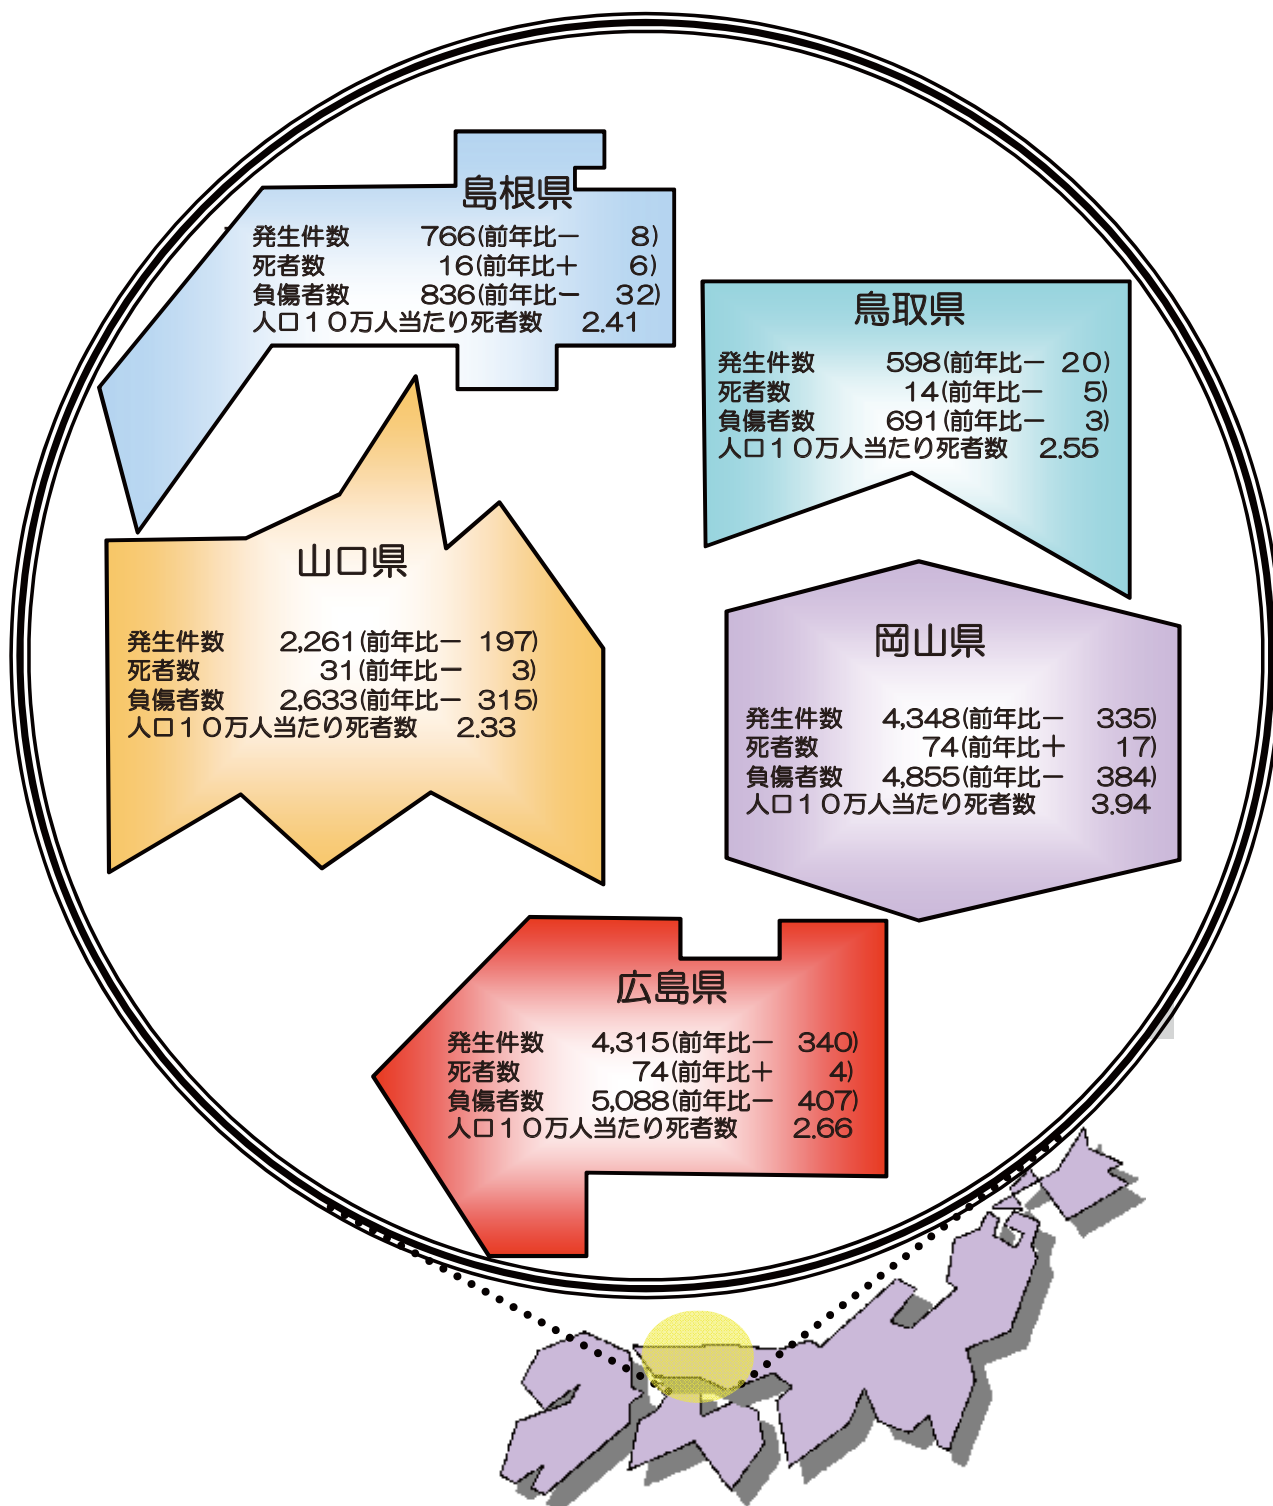 島根県
発生件数 766(前年比－ 8)
死者数 16(前年比＋ 6)
負傷者数 836(前年比－ 32)
人口１０万人当たり死者数 2.41
鳥取県
発生件数 598(前年比－ 20)
死者数 14(前年比－ 5)
負傷者数 691(前年比－ 3)
人口１０万人当たり死者数 2.55
山口県
発生件数 2,261(前年比－ 197)
死者数 31(前年比－ 3)
負傷者数 2,633(前年比－ 315)
人口１０万人当たり死者数 2.33
岡山県
発生件数 4,348(前年比－ 335)
死者数 74(前年比＋ 17)
負傷者数 4,855(前年比－ 384)
人口１０万人当たり死者数 3.94
広島県
発生件数 4,315(前年比－ 340)
死者数 74(前年比＋ 4)
負傷者数 5,088(前年比－ 407)
人口１０万人当たり死者数 2.66